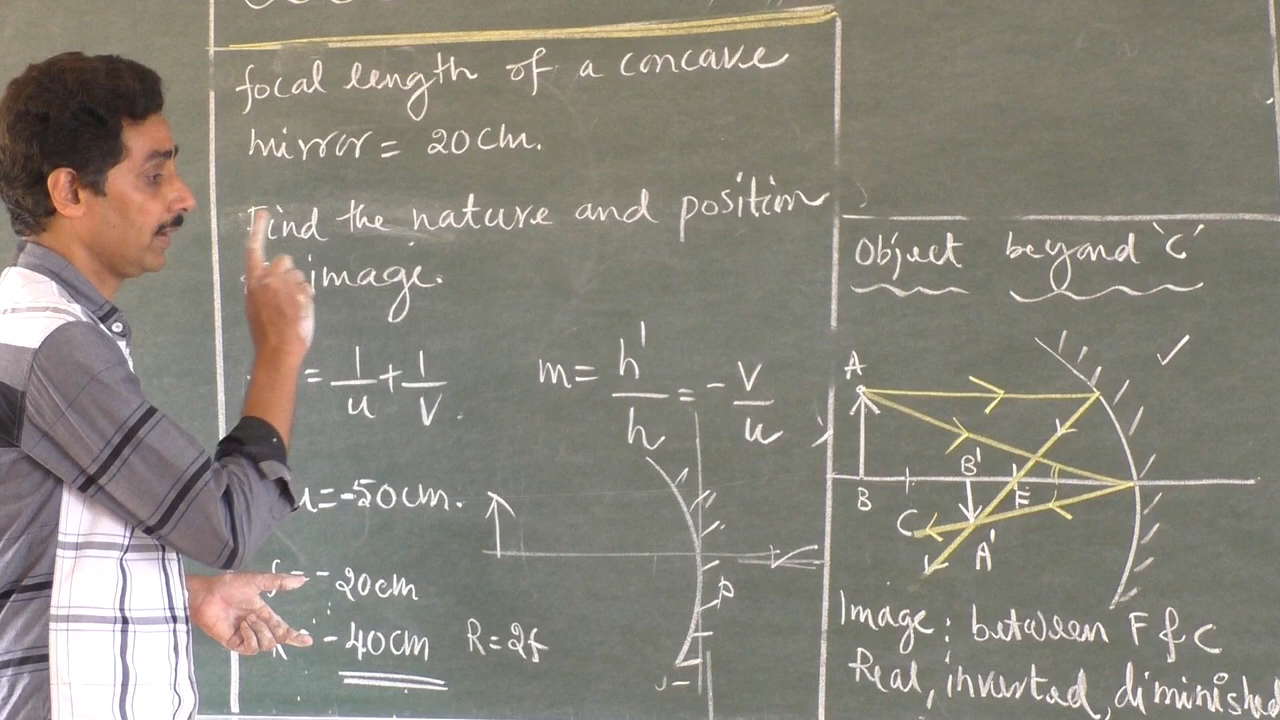 focal length of a concave
mirror = 20cm.
Find the nature and position
image.
= 1/u + 1/v.
m = h'/h = - v/u
u = -50cm.
f = -20cm
R - 40cm R = 2f
P
Object beyond 'C'
A
B'
B
F
C
A'
Image : between F & C
Real, inverted, diminished